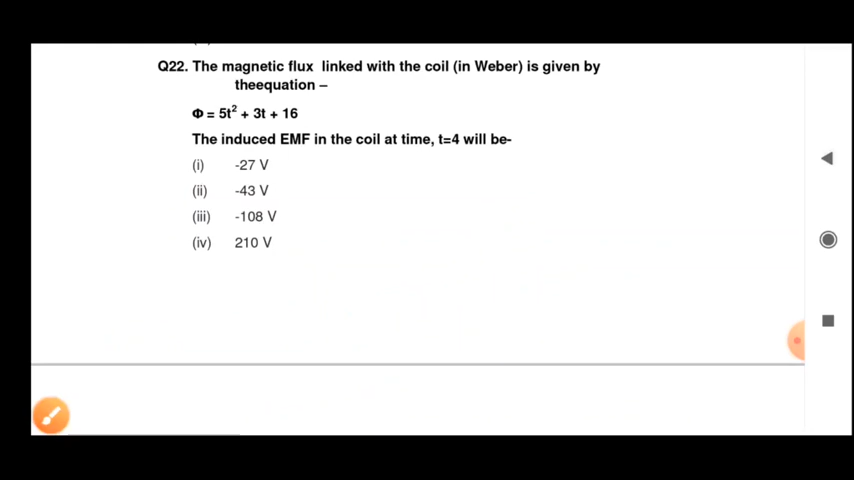 Q22. The magnetic flux linked with the coil (in Weber) is given by
theequation –
Φ = 5t² + 3t + 16
The induced EMF in the coil at time, t=4 will be-
(i) -27 V
(ii) -43 V
(iii) -108 V
(iv) 210 V